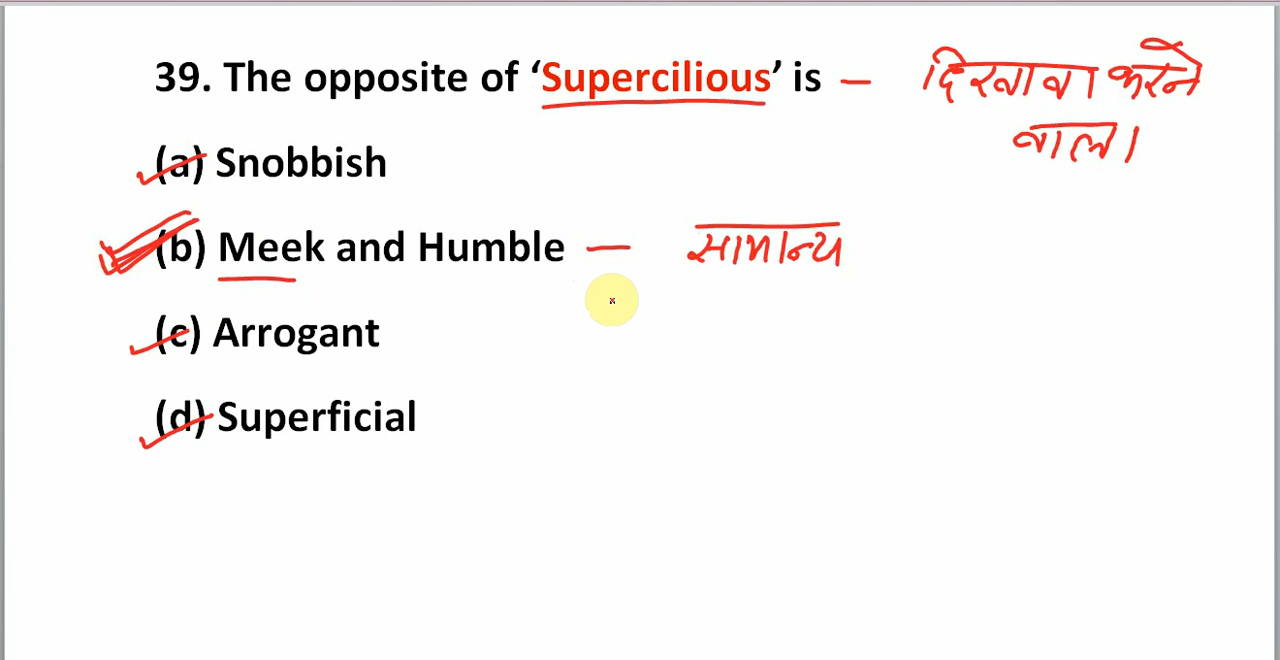 39. The opposite of ‘Supercilious’ is – दिखावा करने
वाला
(a) Snobbish
(b) Meek and Humble – सामान्य
(c) Arrogant
(d) Superficial